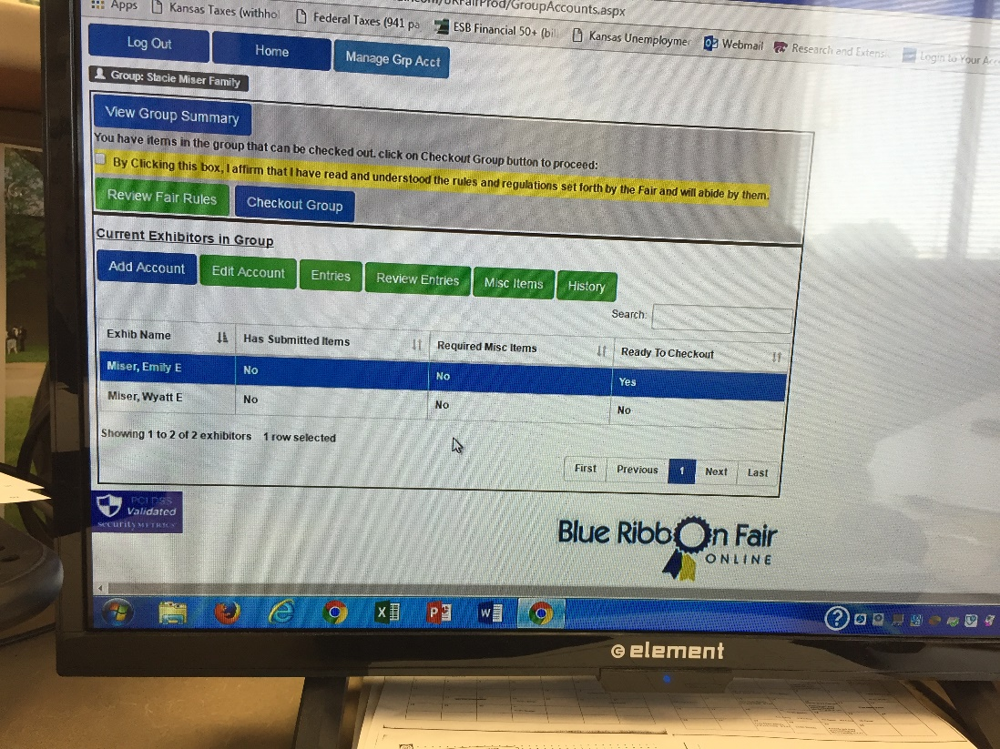 FairProd/GroupAccounts.aspx
Apps Kansas Taxes (withhol Federal Taxes (941 pa ESB Financial 50+ (bil Kansas Unemployme Webmail Research and Extensi Login to Your Acc
Log Out Home Manage Grp Acct
Group: Stacie Miser Family
View Group Summary
You have items in the group that can be checked out. click on Checkout Group button to proceed:
By Clicking this box, I affirm that I have read and understood the rules and regulations set forth by the Fair and will abide by them.
Review Fair Rules Checkout Group
Current Exhibitors in Group
Add Account Edit Account Entries Review Entries Misc Items History
Search:
Exhib Name Has Submitted Items Required Misc Items Ready To Checkout
Miser, Emily E No No Yes
Miser, Wyatt E No No No
Showing 1 to 2 of 2 exhibitors 1 row selected
First Previous 1 Next Last
PCI DSS
Validated
SECURITYMETRICS
Blue Ribbon Fair
ONLINE
element